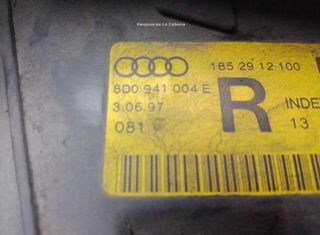 Desguaces La Cabaña
185 29 12 100
8D0 941 004 E
3.06.97
R
INDE
081
13